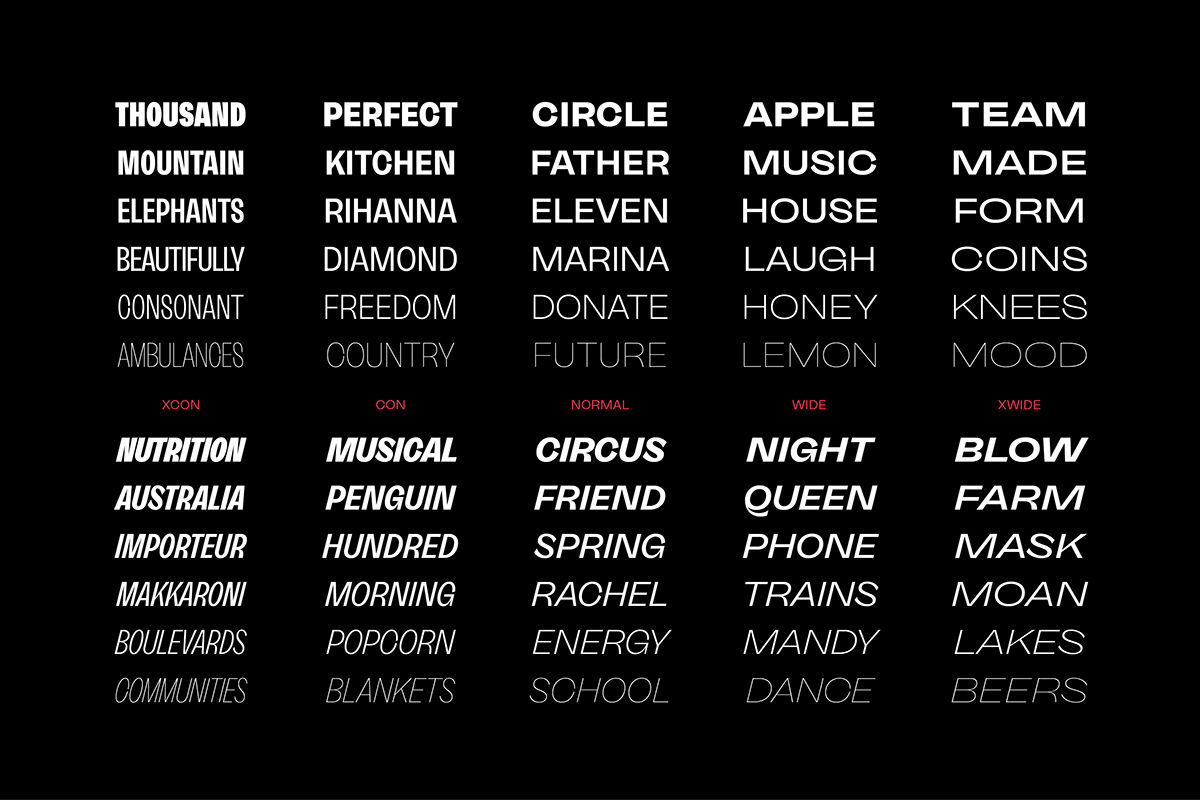 THOUSAND PERFECT CIRCLE APPLE TEAM
MOUNTAIN KITCHEN FATHER MUSIC MADE
ELEPHANTS RIHANNA ELEVEN HOUSE FORM
BEAUTIFULLY DIAMOND MARINA LAUGH COINS
CONSONANT FREEDOM DONATE HONEY KNEES
AMBULANCES COUNTRY FUTURE LEMON MOOD
XCON CON NORMAL WIDE XWIDE
NUTRITION MUSICAL CIRCUS NIGHT BLOW
AUSTRALIA PENGUIN FRIEND QUEEN FARM
IMPORTEUR HUNDRED SPRING PHONE MASK
MAKKARONI MORNING RACHEL TRAINS MOAN
BOULEVARDS POPCORN ENERGY MANDY LAKES
COMMUNITIES BLANKETS SCHOOL DANCE BEERS